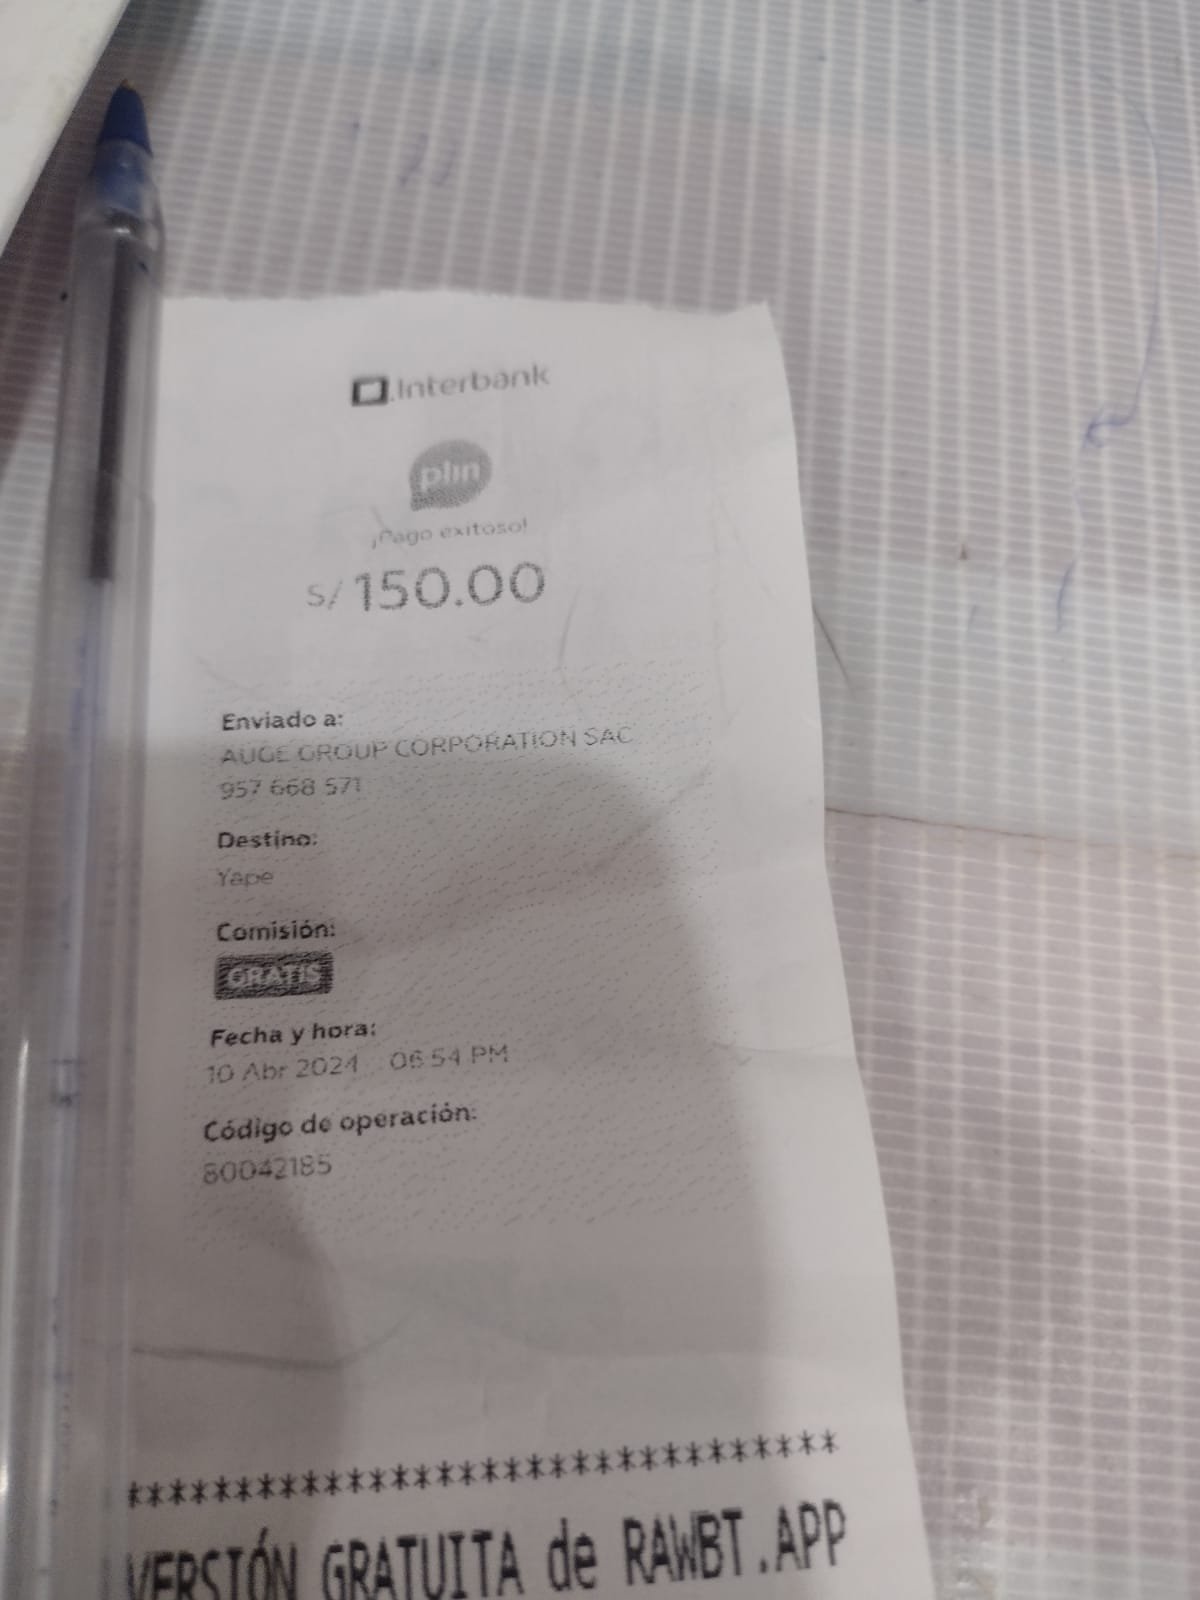 Interbank
plin
¡Pago exitoso!
S/ 150.00
Enviado a:
AUGE GROUP CORPORATION SAC
957 668 571
Destino:
Yape
Comisión:
GRATIS
Fecha y hora:
10 Abr 2024 06:54 PM
Código de operación:
80042185
********************************
VERSIÓN GRATUITA de RAWBT.APP